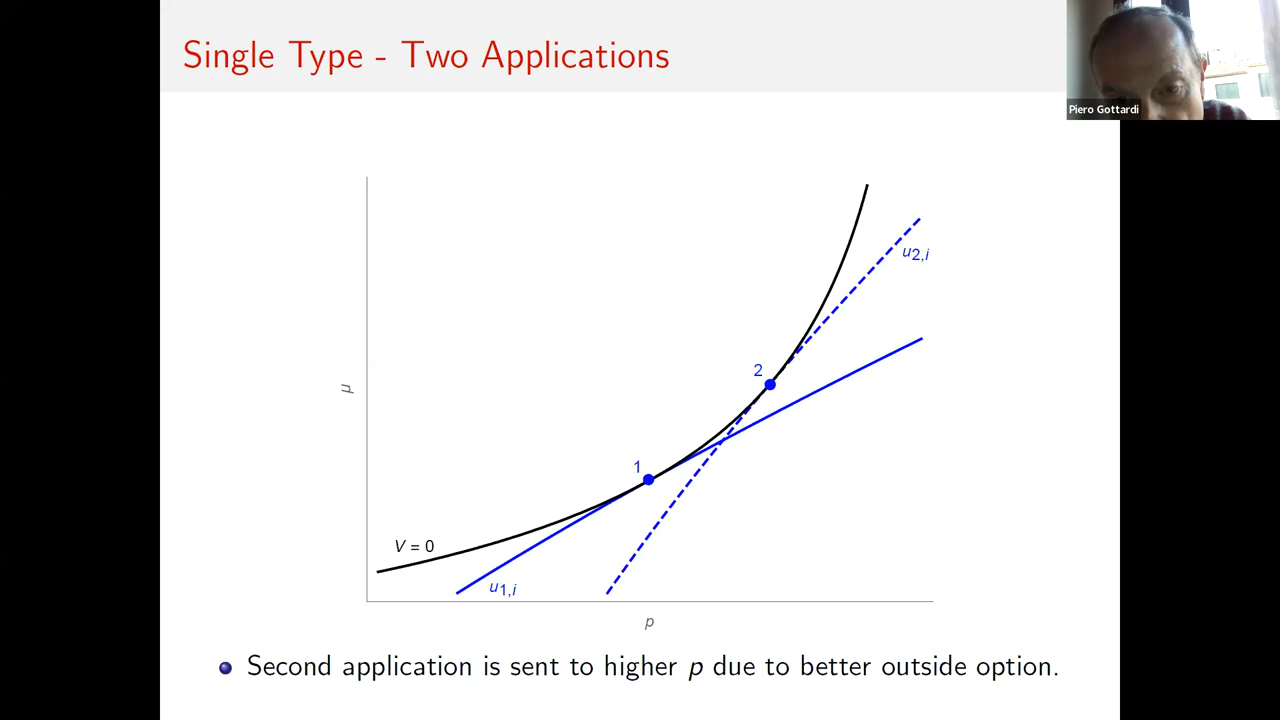 Single Type - Two Applications
Piero Gottardi
u2,i
2
μ
1
V = 0
u1,i
p
Second application is sent to higher p due to better outside option.